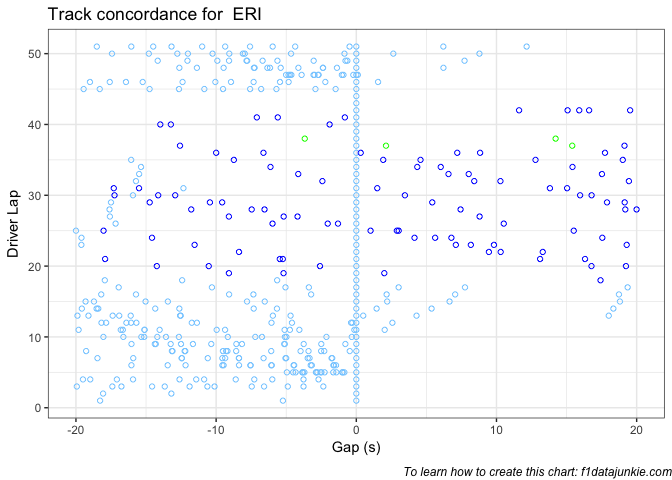 Track concordance for  ERI
50
40
30
20
10
0
Driver Lap
-20 -10 0 10 20
Gap (s)
To learn how to create this chart: f1datajunkie.com